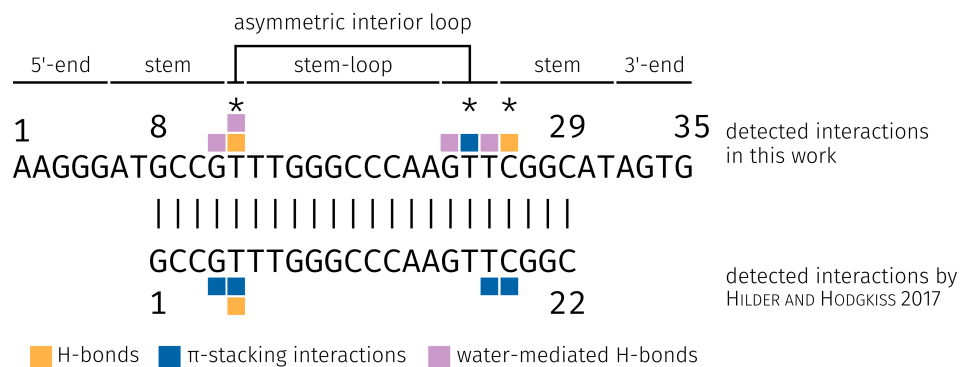 asymmetric interior loop
5'-end stem stem-loop stem 3'-end
* * *
1 8 29 35
detected interactions
in this work
AAGGGATGCCGTTTGGGCCCAAGTTCGGCATAGTG
||||||||||||||||||||||
GCCGTTTGGGCCCAAGTTCGGC
1 22
detected interactions by
HILDER AND HODGKISS 2017
H-bonds π-stacking interactions water-mediated H-bonds